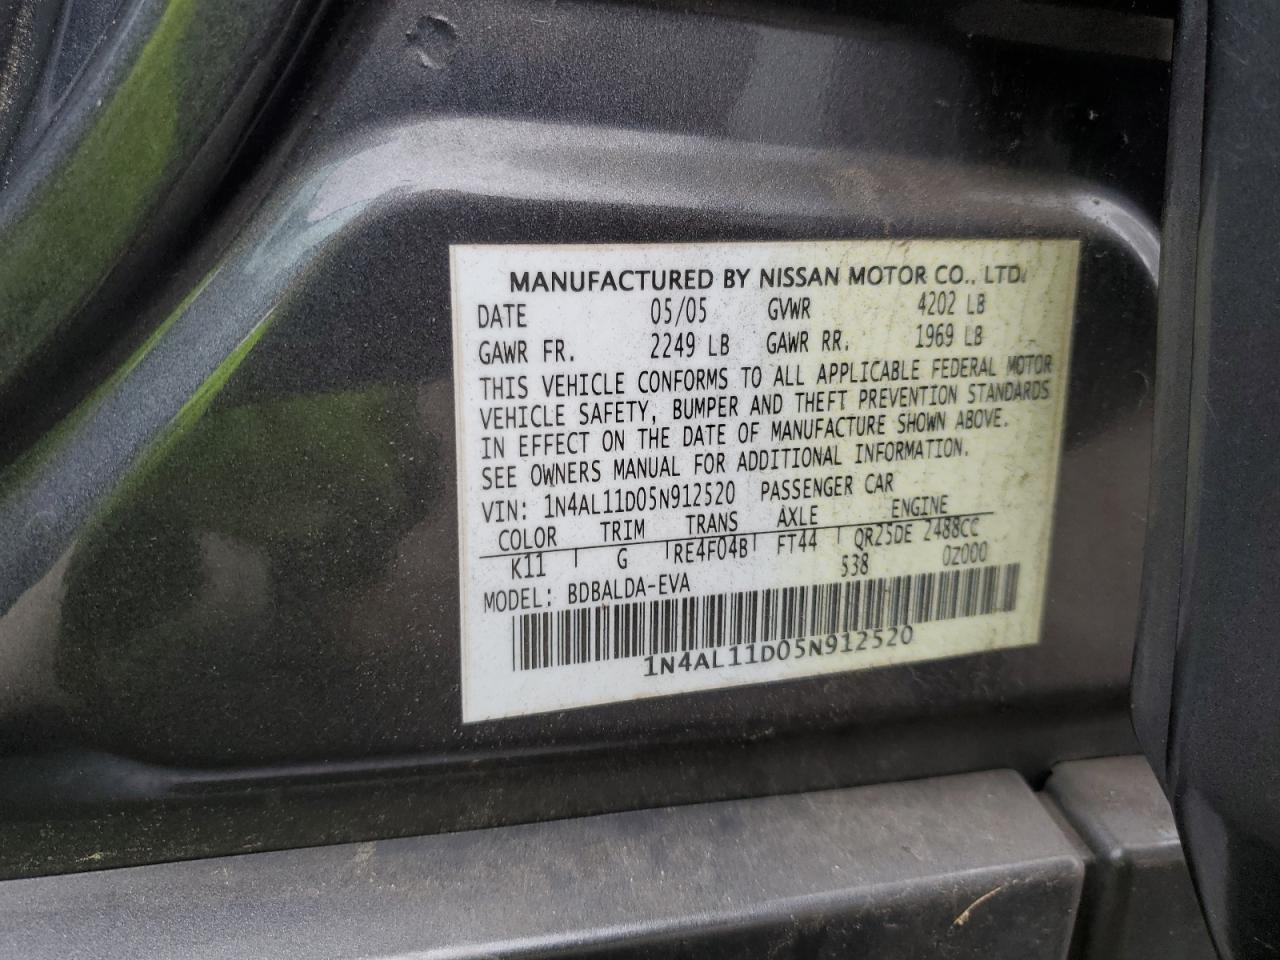 MANUFACTURED BY NISSAN MOTOR CO., LTD.
DATE 05/05 GVWR 4202 LB
GAWR FR. 2249 LB GAWR RR. 1969 LB
THIS VEHICLE CONFORMS TO ALL APPLICABLE FEDERAL MOTOR
VEHICLE SAFETY, BUMPER AND THEFT PREVENTION STANDARDS
IN EFFECT ON THE DATE OF MANUFACTURE SHOWN ABOVE.
SEE OWNERS MANUAL FOR ADDITIONAL INFORMATION.
VIN: 1N4AL11D05N912520 PASSENGER CAR
COLOR TRIM TRANS AXLE ENGINE
K11 G RE4F04B FT44 QR25DE 2488CC
538 0Z000
MODEL: BDBALDA-EVA
1N4AL11D05N912520